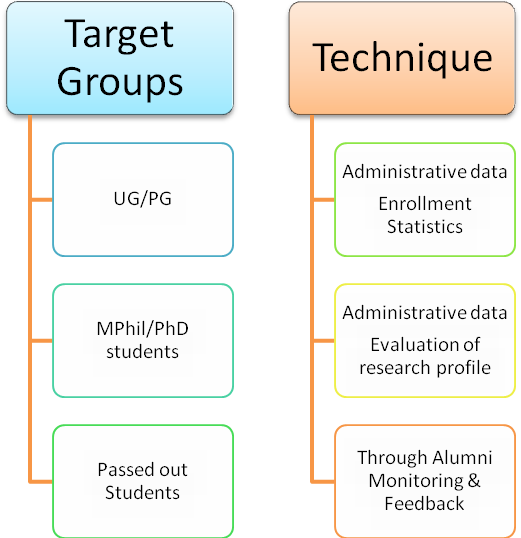 Target
Groups
UG/PG
MPhil/PhD
students
Passed out
Students
Technique
Administrative data
Enrollment
Statistics
Administrative data
Evaluation of
research profile
Through Alumni
Monitoring &
Feedback